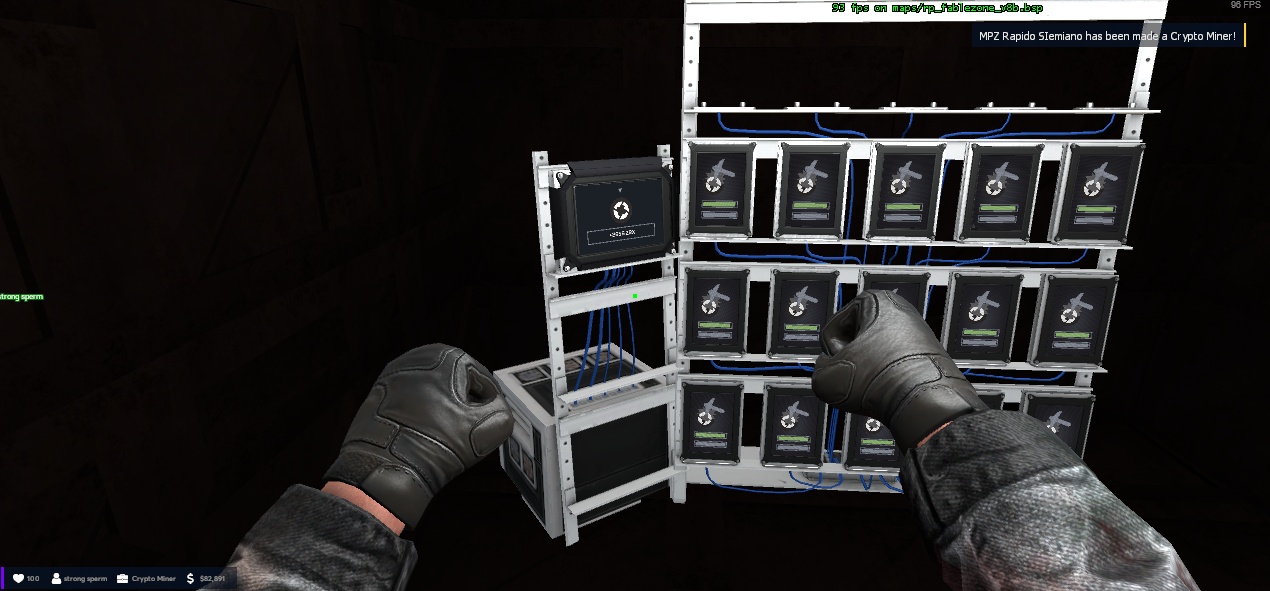 93 fps on maps/rp_fablezone_v8b.bsp
96 FPS
MPZ Rapido SIemiano has been made a Crypto Miner!
strong sperm
100
strong sperm
Crypto Miner
$
$82,891